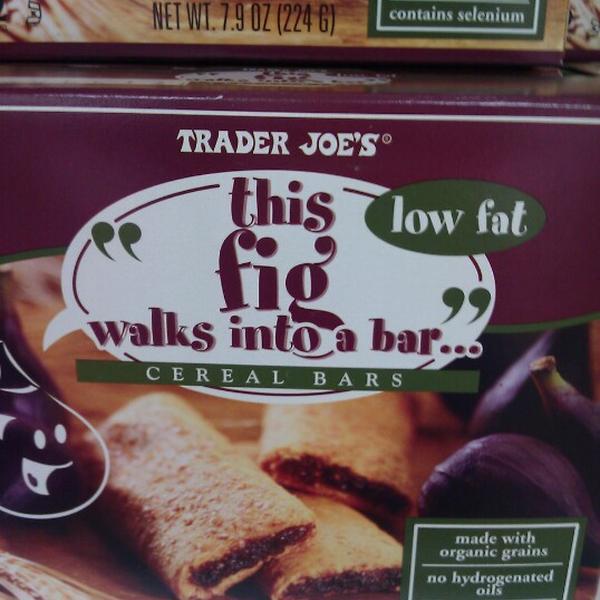 NET WT. 7.9 OZ (224 G)
contains selenium
TRADER JOE'S®
low fat
"this
fig
walks into a bar..."
CEREAL BARS
made with
organic grains
no hydrogenated
oils